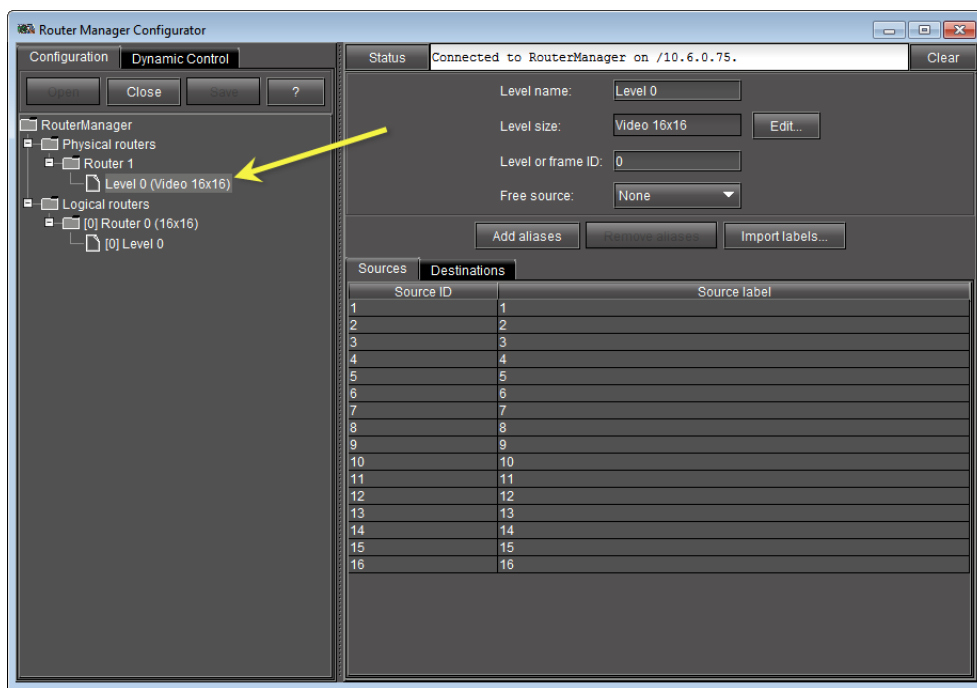 Router Manager Configurator
Configuration Dynamic Control
Open Close Save ?
RouterManager
Physical routers
Router 1
Level 0 (Video 16x16)
Logical routers
[0] Router 0 (16x16)
[0] Level 0
Status Connected to RouterManager on /10.6.0.75. Clear
Level name: Level 0
Level size: Video 16x16 Edit...
Level or frame ID: 0
Free source: None
Add aliases Remove aliases Import labels...
Sources Destinations
Source ID Source label
1 1
2 2
3 3
4 4
5 5
6 6
7 7
8 8
9 9
10 10
11 11
12 12
13 13
14 14
15 15
16 16